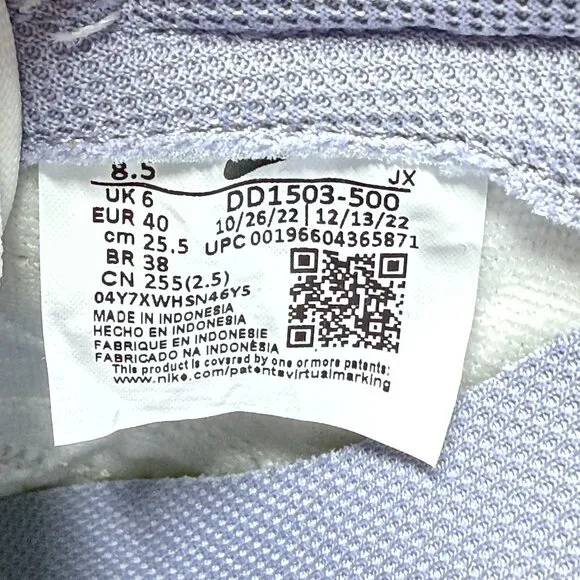 8.5
JX
UK 6
DD1503-500
EUR 40
10/26/22 | 12/13/22
cm 25.5
UPC 00196604365871
BR 38
CN 255(2.5)
04Y7XWHSN46Y5
MADE IN INDONESIA
HECHO EN INDONESIA
FABRIQUE EN INDONESIE
FABRICADO NA INDONÉSIA
This product is covered by one or more patents:
www.nike.com/patentsvirtualmarking